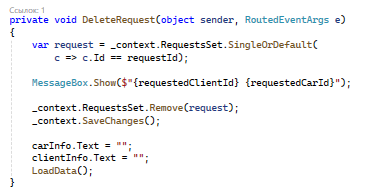 Ссылок: 1
private void DeleteRequest(object sender, RoutedEventArgs e)
{
    var request = _context.RequestsSet.SingleOrDefault(
        c => c.Id == requestId);

    MessageBox.Show($"{requestedClientId} {requestedCarId}");

    _context.RequestsSet.Remove(request);
    _context.SaveChanges();

    carInfo.Text = "";
    clientInfo.Text = "";
    LoadData();
}